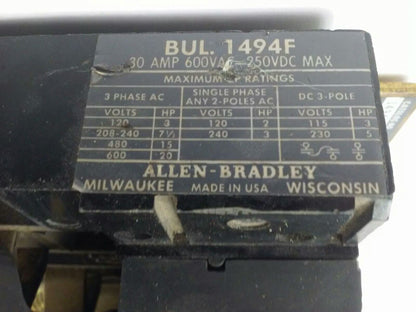 BUL. 1494F
30 AMP 600VAC-250VDC MAX
MAXIMUM HP RATINGS
3 PHASE AC
SINGLE PHASE
ANY 2-POLES AC
DC 3-POLE
VOLTS HP VOLTS HP VOLTS HP
120 3 120 2 115 3
208-240 7½ 240 3 230 5
480 15
600 20
ALLEN-BRADLEY
MILWAUKEE MADE IN USA WISCONSIN